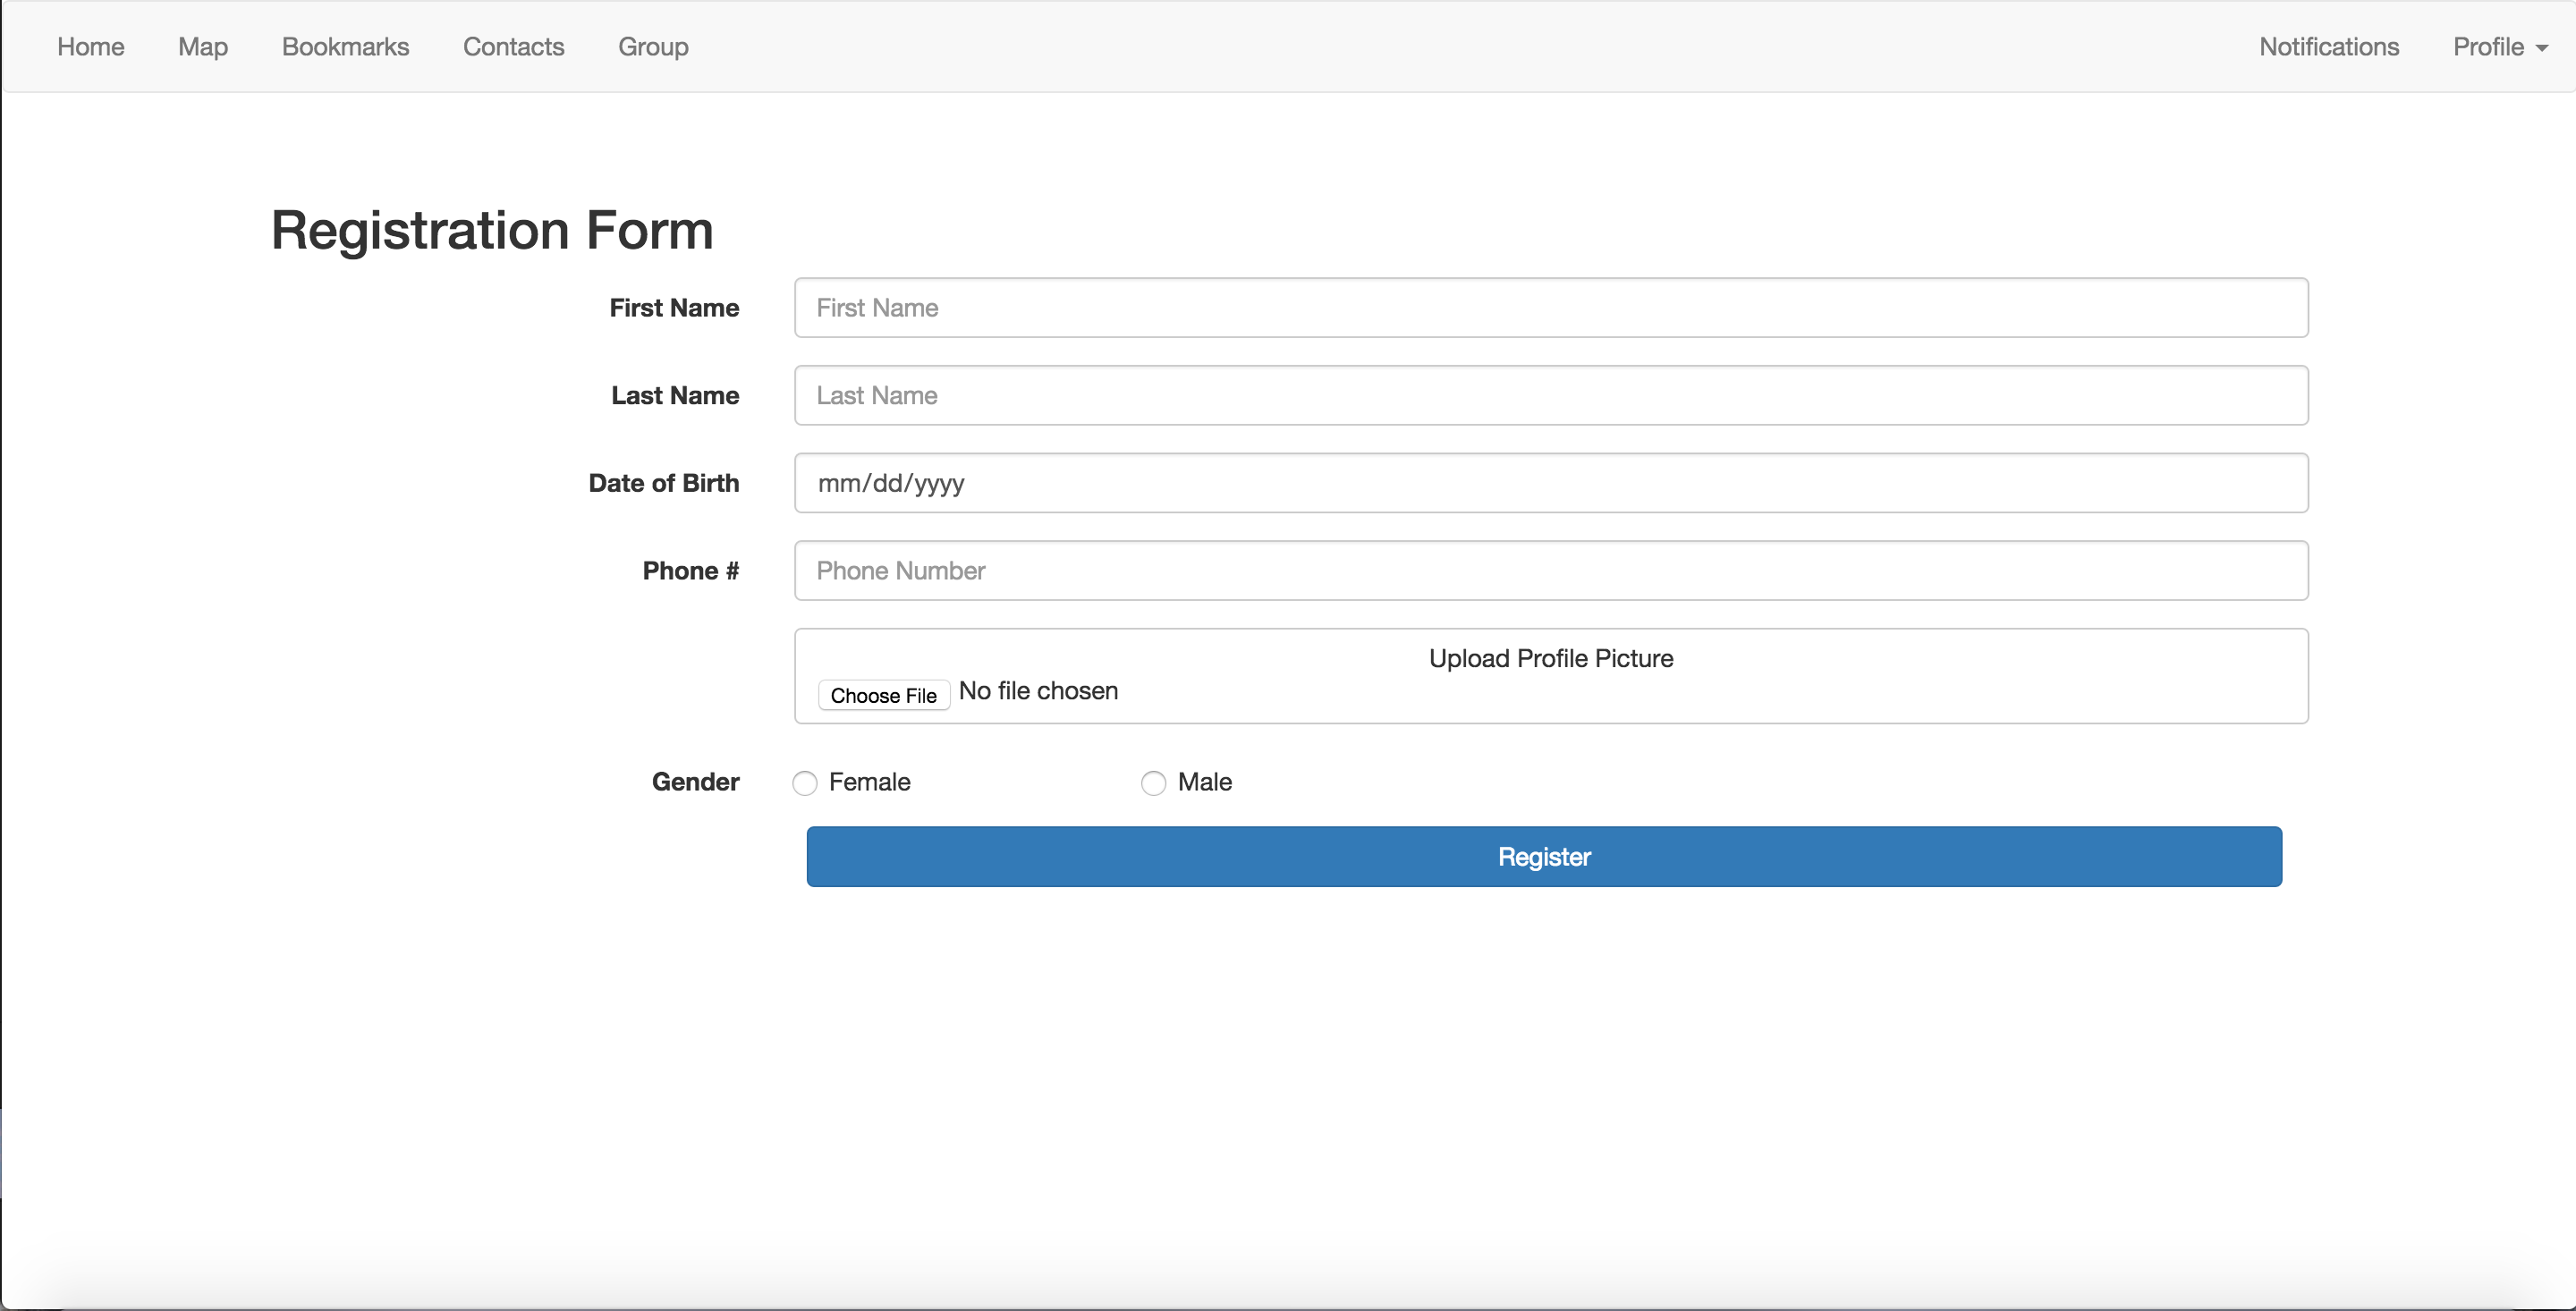 Home Map Bookmarks Contacts Group Notifications Profile
Registration Form
First Name First Name
Last Name Last Name
Date of Birth mm/dd/yyyy
Phone # Phone Number
Upload Profile Picture
Choose File No file chosen
Gender Female Male
Register